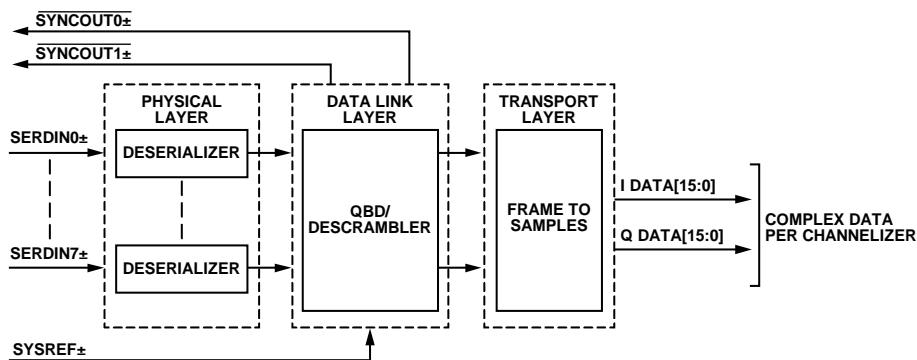 SYNCOUT0±
SYNCOUT1±
PHYSICAL
LAYER
DATA LINK
LAYER
TRANSPORT
LAYER
SERDIN0±
DESERIALIZER
QBD/
DESCRAMBLER
FRAME TO
SAMPLES
I DATA[15:0]
Q DATA[15:0]
COMPLEX DATA
PER CHANNELIZER
SERDIN7±
DESERIALIZER
SYSREF±